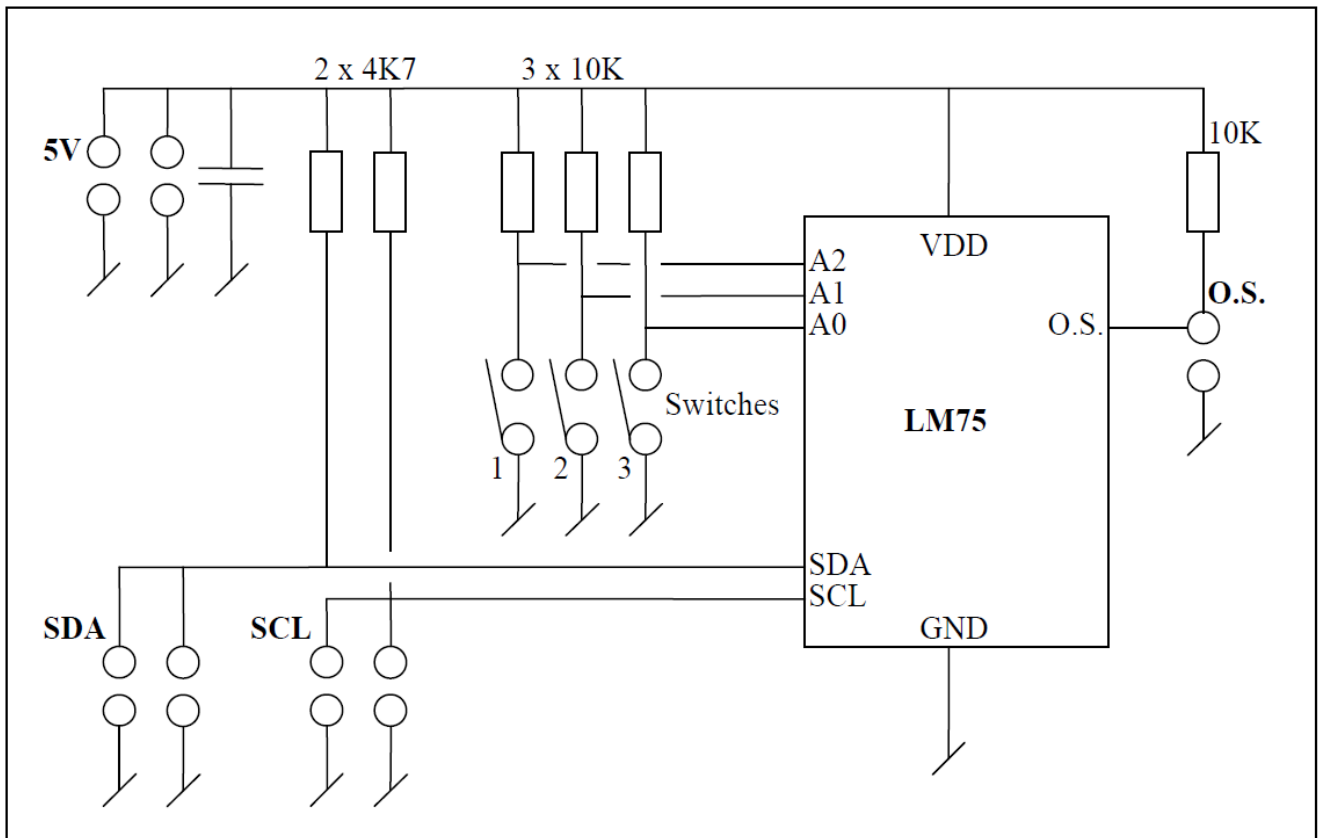 2 x 4K7
3 x 10K
5V
10K
VDD
A2
A1
A0
O.S.
O.S.
Switches
LM75
1
2
3
SDA
SCL
SDA
SCL
GND